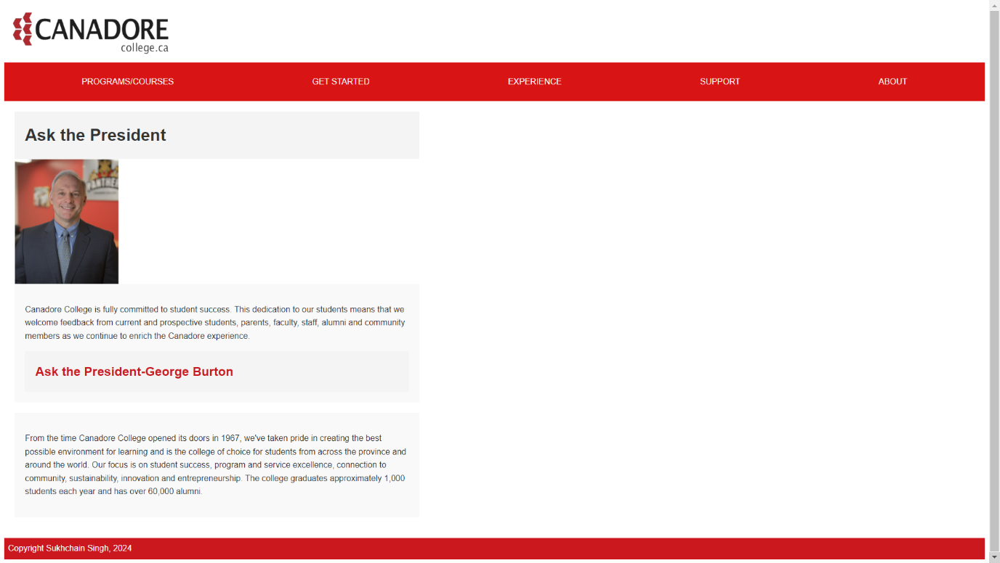 CANADORE
college.ca
PROGRAMS/COURSES GET STARTED EXPERIENCE SUPPORT ABOUT
Ask the President
Canadore College is fully committed to student success. This dedication to our students means that we
welcome feedback from current and prospective students, parents, faculty, staff, alumni and community
members as we continue to enrich the Canadore experience.
Ask the President-George Burton
From the time Canadore College opened its doors in 1967, we've taken pride in creating the best
possible environment for learning and is the college of choice for students from across the province and
around the world. Our focus is on student success, program and service excellence, connection to
community, sustainability, innovation and entrepreneurship. The college graduates approximately 1,000
students each year and has over 60,000 alumni.
Copyright Sukhchain Singh, 2024